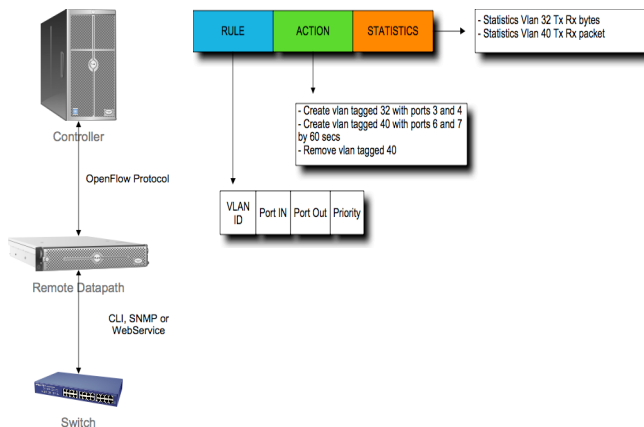 RULE
ACTION
STATISTICS
- Statistics Vlan 32 Tx Rx bytes
- Statistics Vlan 40 Tx Rx packet
- Create vlan tagged 32 with ports 3 and 4
- Create vlan tagged 40 with ports 6 and 7
by 60 secs
- Remove vlan tagged 40
VLAN
ID
Port IN
Port Out
Priority
Controller
OpenFlow Protocol
Remote Datapath
CLI, SNMP or
WebService
Switch